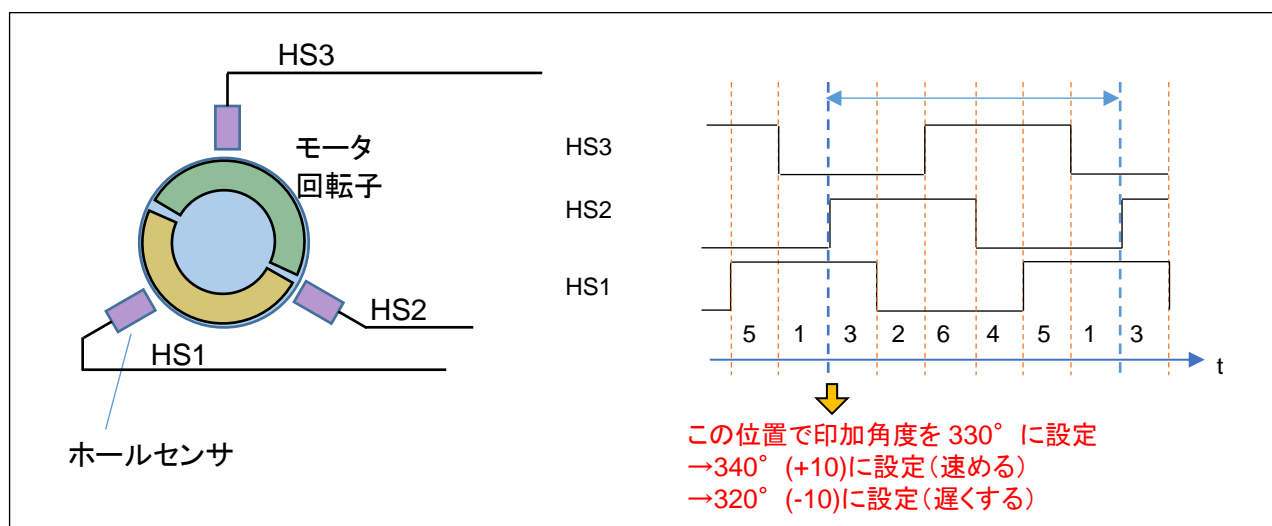 HS3
モータ
回転子
HS2
HS1
ホールセンサ
HS3
HS2
HS1
5 1 3 2 6 4 5 1 3
t
この位置で印加角度を 330° に設定
→340° (+10)に設定(速める)
→320° (-10)に設定(遅くする)